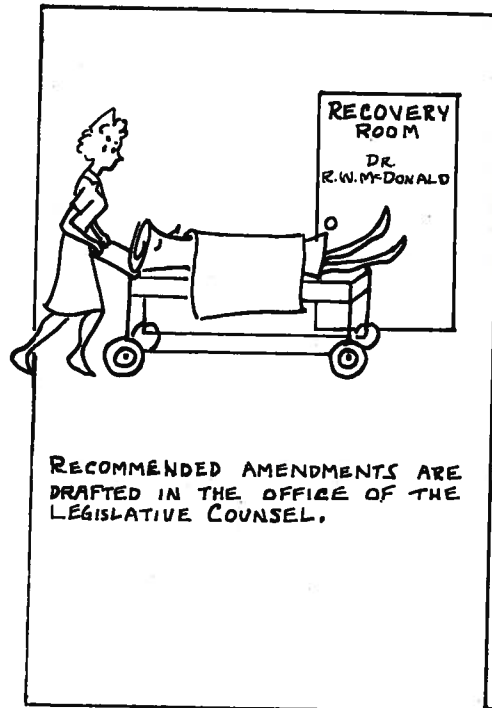 RECOVERY
ROOM
DR
R.W. McDONALD
RECOMMENDED AMENDMENTS ARE
DRAFTED IN THE OFFICE OF THE
LEGISLATIVE COUNSEL.